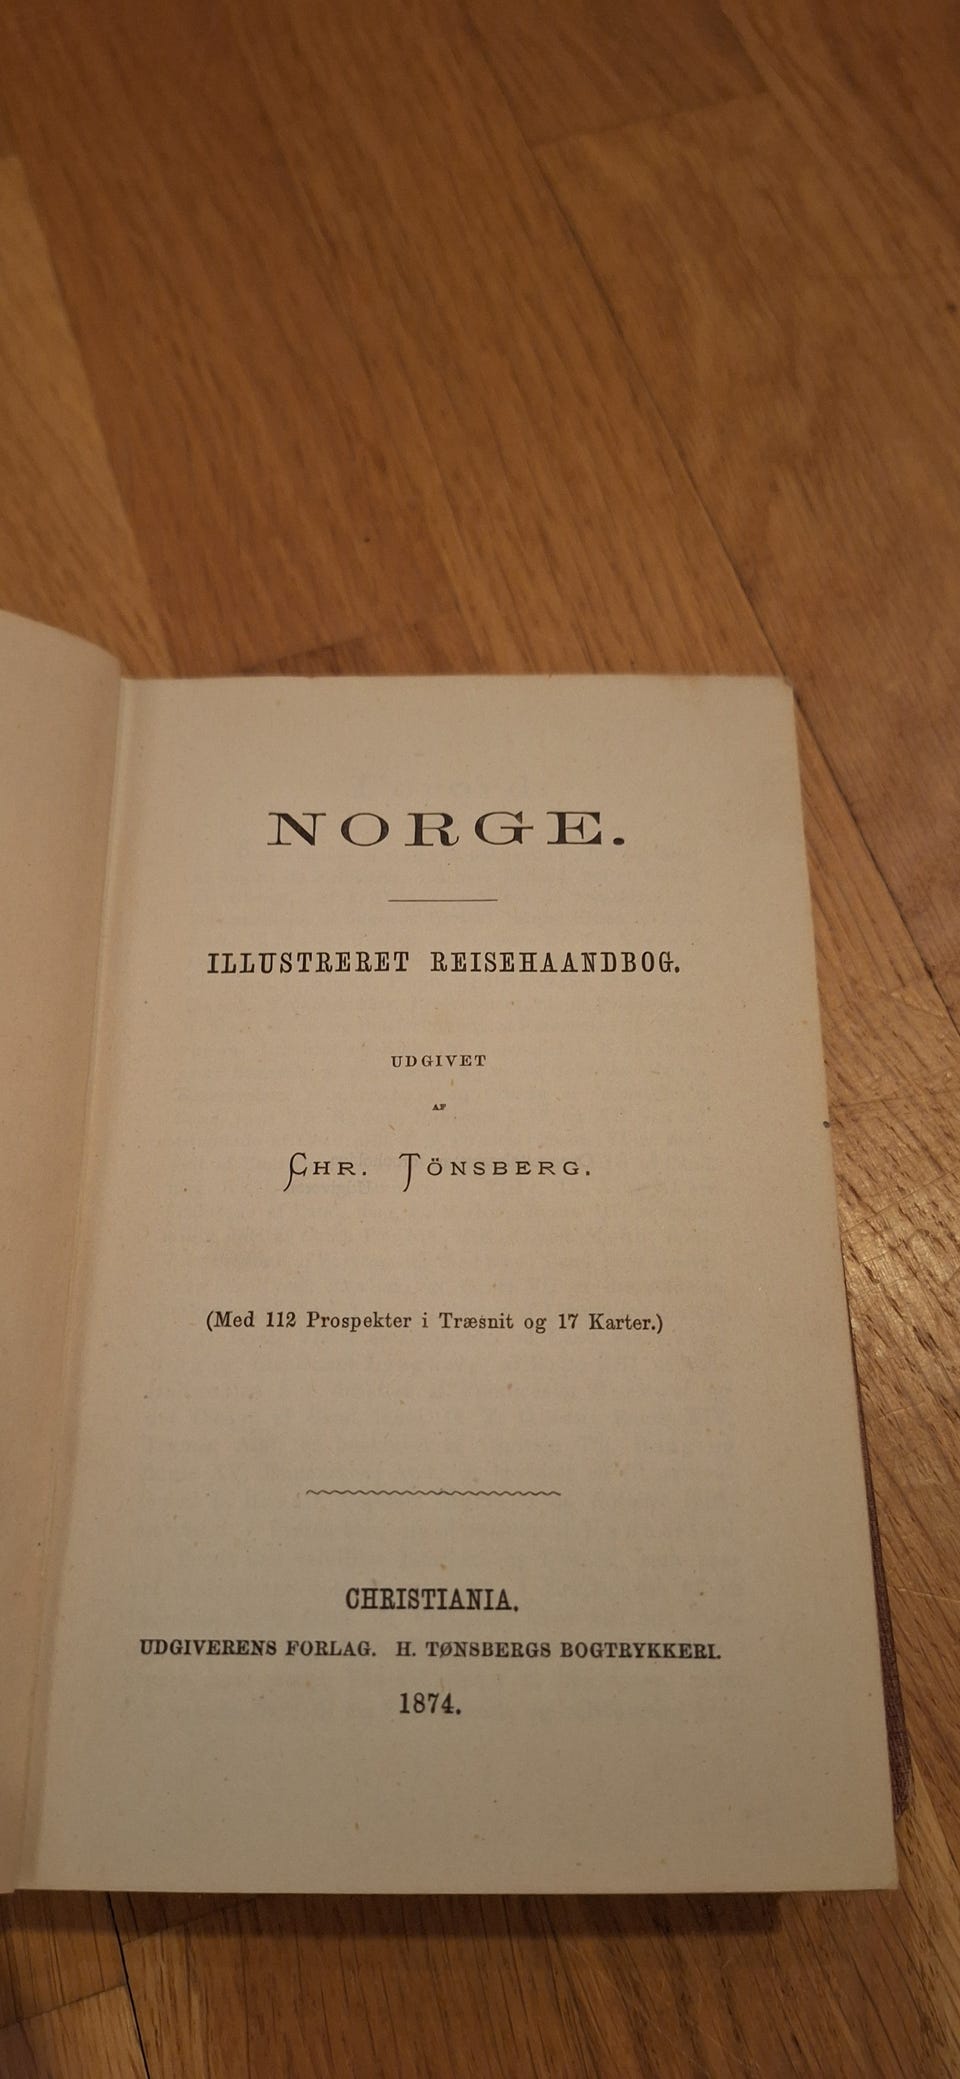 NORGE.
ILLUSTRERET REISEHAANDBOG.
UDGIVET
AF
CHR. TÖNSBERG.
(Med 112 Prospekter i Træsnit og 17 Karter.)
CHRISTIANIA.
UDGIVERENS FORLAG. H. TØNSBERGS BOGTRYKKERI.
1874.